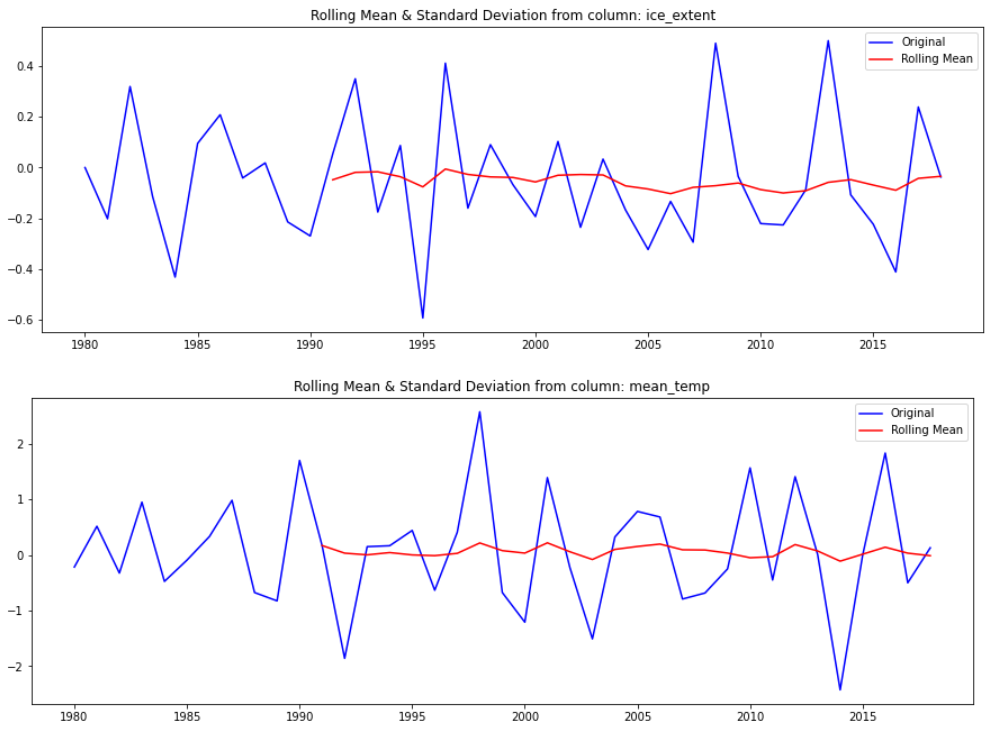 Rolling Mean & Standard Deviation from column: ice_extent
Original
Rolling Mean
0.4
0.2
0.0
−0.2
−0.4
−0.6
1980 1985 1990 1995 2000 2005 2010 2015
Rolling Mean & Standard Deviation from column: mean_temp
Original
Rolling Mean
2
1
0
−1
−2
1980 1985 1990 1995 2000 2005 2010 2015